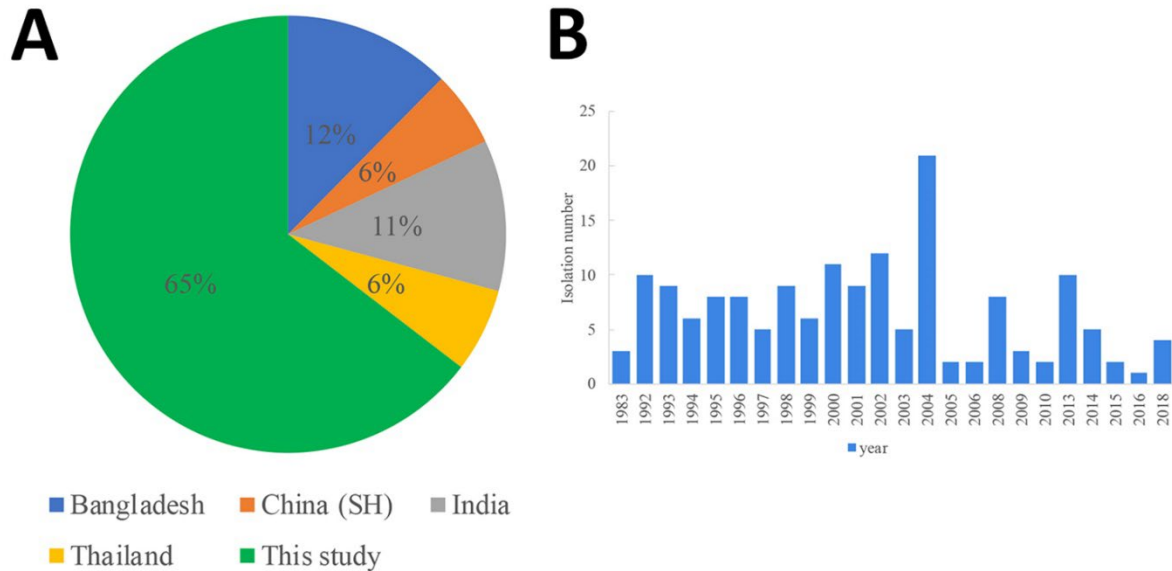 A
12%
6%
11%
6%
65%
Bangladesh China (SH) India
Thailand This study
B
25
20
15
10
5
0
Isolation number
1983 1992 1993 1994 1995 1996 1997 1998 1999 2000 2001 2002 2003 2004 2005 2006 2008 2009 2010 2013 2014 2015 2016 2018
year